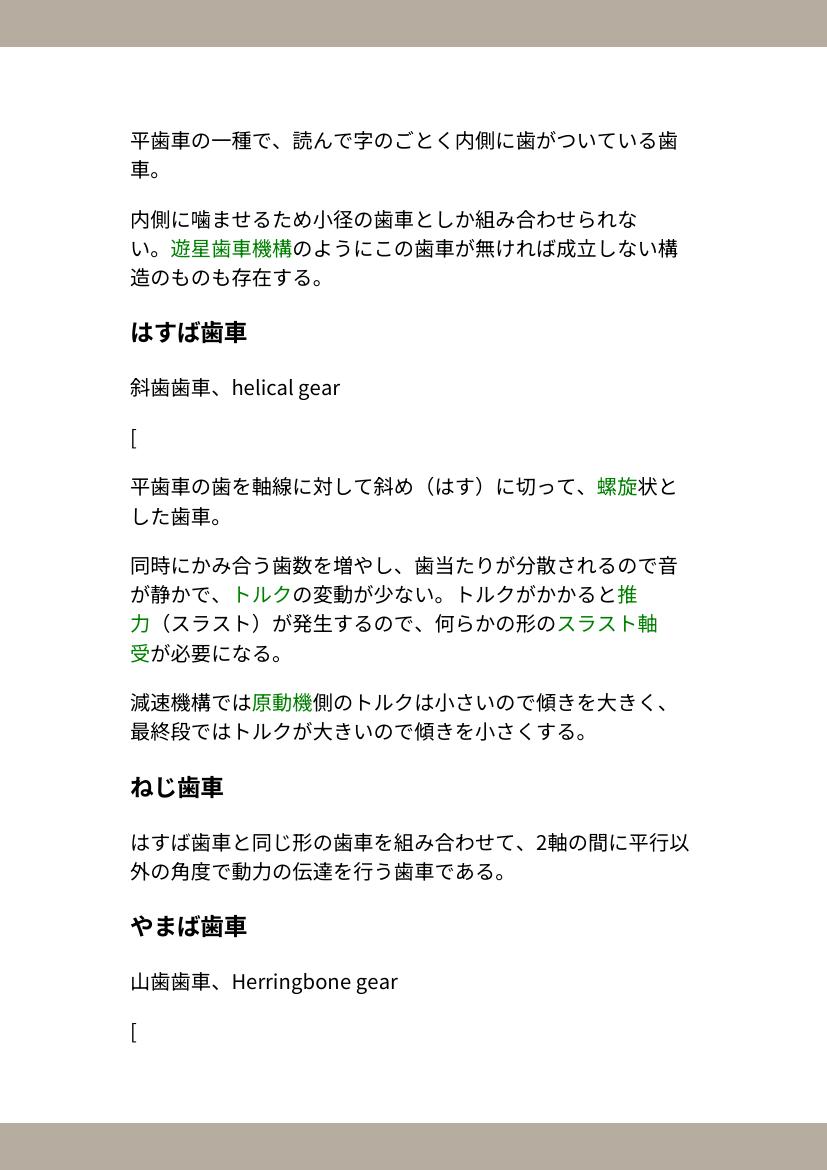 平歯車の一種で、読んで字のごとく内側に歯がついている歯
車。
内側に噛ませるため小径の歯車としか組み合わせられな
い。遊星歯車機構のようにこの歯車が無ければ成立しない構
造のものも存在する。
はすば歯車
斜歯歯車、helical gear
[
平歯車の歯を軸線に対して斜め（はす）に切って、螺旋状と
した歯車。
同時にかみ合う歯数を増やし、歯当たりが分散されるので音
が静かで、トルクの変動が少ない。トルクがかかると推
力（スラスト）が発生するので、何らかの形のスラスト軸
受が必要になる。
減速機構では原動機側のトルクは小さいので傾きを大きく、
最終段ではトルクが大きいので傾きを小さくする。
ねじ歯車
はすば歯車と同じ形の歯車を組み合わせて、2軸の間に平行以
外の角度で動力の伝達を行う歯車である。
やまば歯車
山歯歯車、Herringbone gear
[